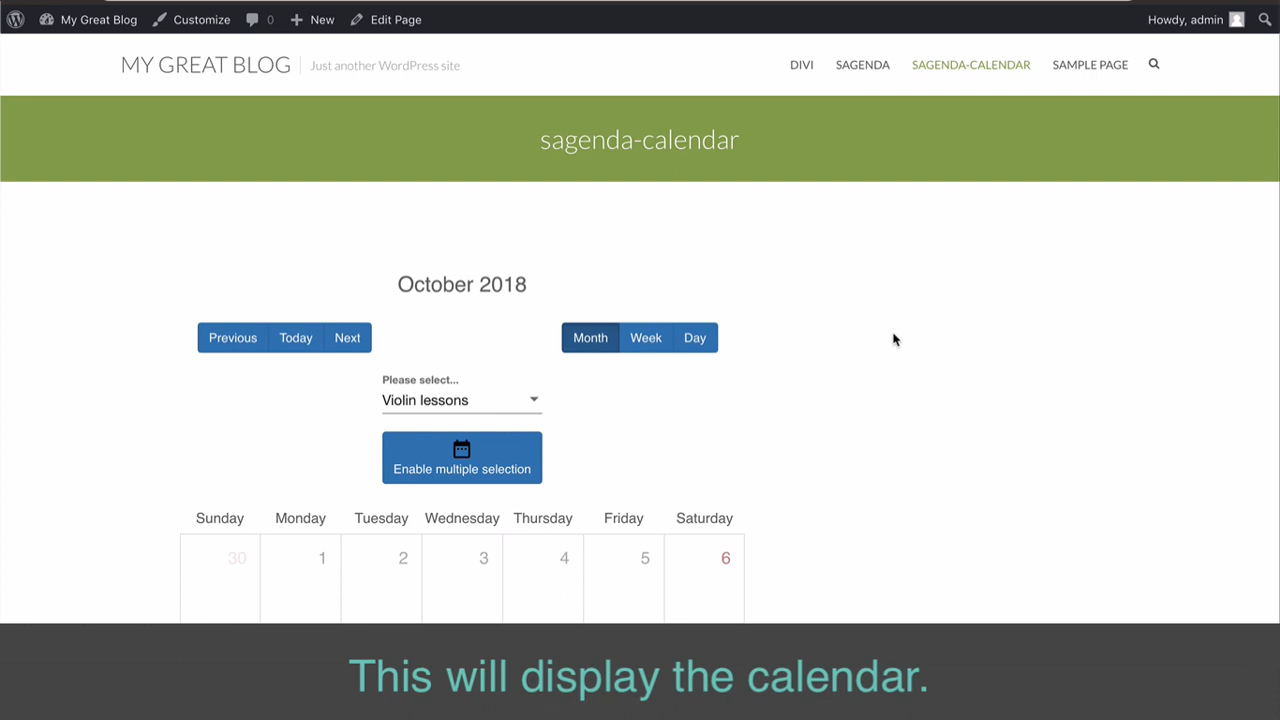 My Great Blog Customize 0 New Edit Page Howdy, admin
MY GREAT BLOG Just another WordPress site DIVI SAGENDA SAGENDA-CALENDAR SAMPLE PAGE
sagenda-calendar
October 2018
Previous Today Next Month Week Day
Please select...
Violin lessons
Enable multiple selection
Sunday Monday Tuesday Wednesday Thursday Friday Saturday
30 1 2 3 4 5 6
This will display the calendar.